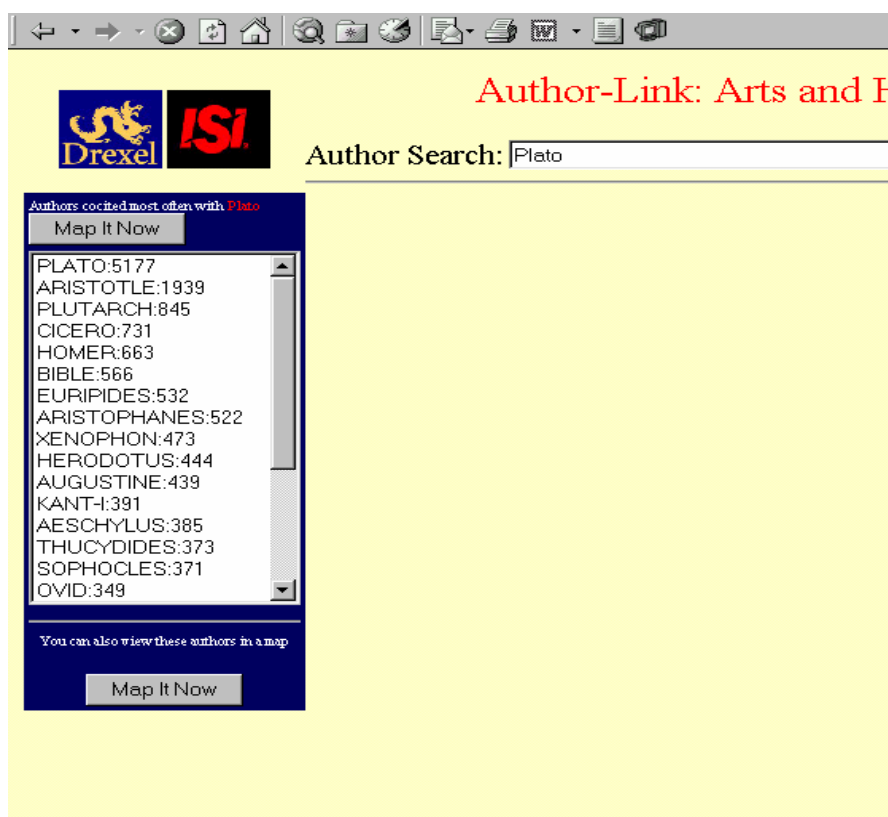 Author-Link: Arts and
Drexel
ISI
Author Search: Plato
Authors cocited most often with Plato
Map It Now
PLATO:5177
ARISTOTLE:1939
PLUTARCH:845
CICERO:731
HOMER:663
BIBLE:566
EURIPIDES:532
ARISTOPHANES:522
XENOPHON:473
HERODOTUS:444
AUGUSTINE:439
KANT-I:391
AESCHYLUS:385
THUCYDIDES:373
SOPHOCLES:371
OVID:349
You can also view these authors in a map
Map It Now